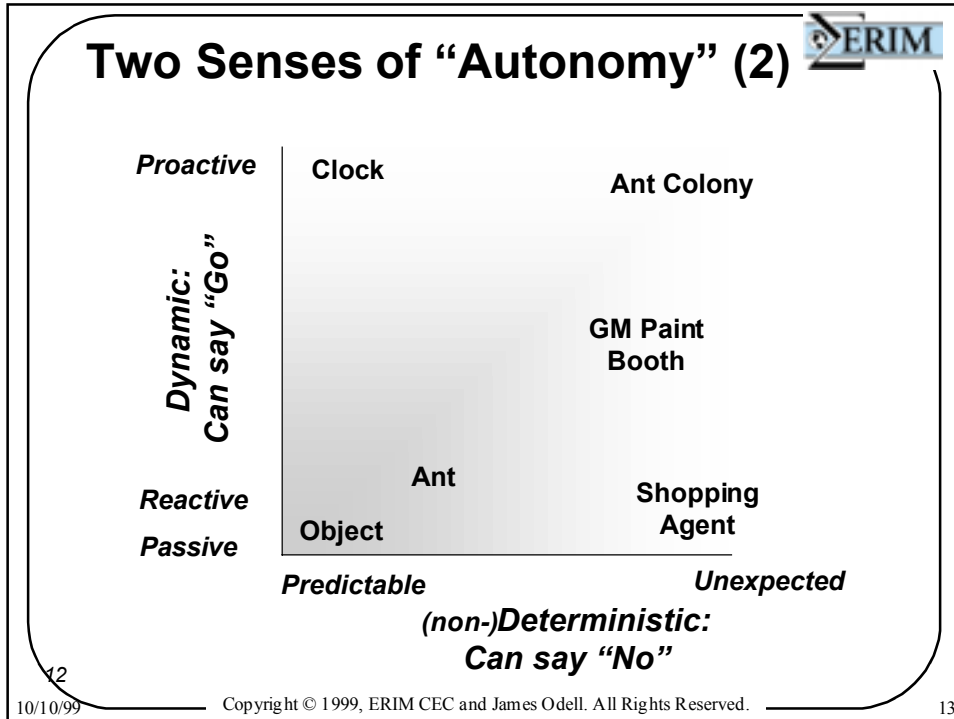 Two Senses of “Autonomy” (2)
ERIM
Proactive
Clock
Ant Colony
Dynamic:
Can say “Go”
GM Paint
Booth
Ant
Reactive
Shopping
Agent
Object
Passive
Predictable
Unexpected
(non-)Deterministic:
Can say “No”
12
10/10/99
Copyright © 1999, ERIM CEC and James Odell. All Rights Reserved.
13